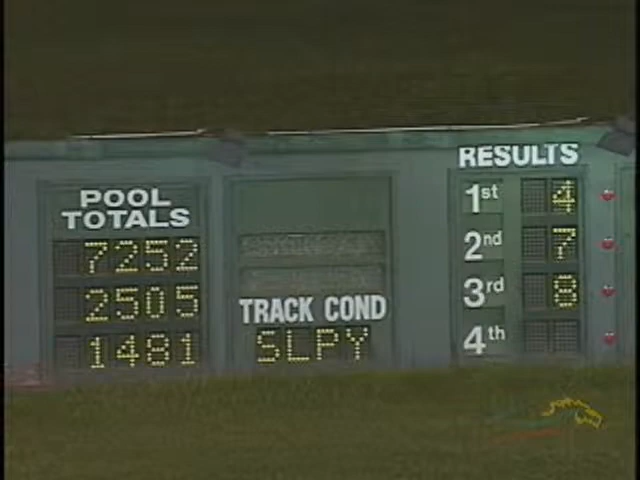 POOL
TOTALS
7252
2505
1481
TRACK COND
SLPY
RESULTS
1st 4
2nd 7
3rd 8
4th